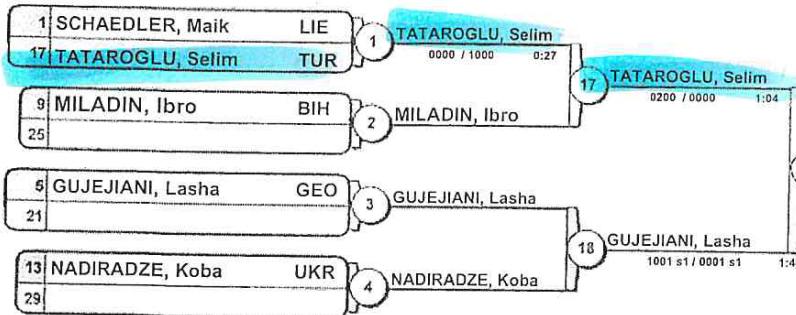 1 SCHAEDLER, Maik LIE
17 TATAROGLU, Selim TUR
1
TATAROGLU, Selim
0000 / 1000 0:27
9 MILADIN, Ibro BIH
25
2
MILADIN, Ibro
17
TATAROGLU, Selim
0200 / 0000 1:04
5 GUJEJIANI, Lasha GEO
21
3
GUJEJIANI, Lasha
13 NADIRADZE, Koba UKR
29
4
NADIRADZE, Koba
18
GUJEJIANI, Lasha
1001 s1 / 0001 s1 1:4